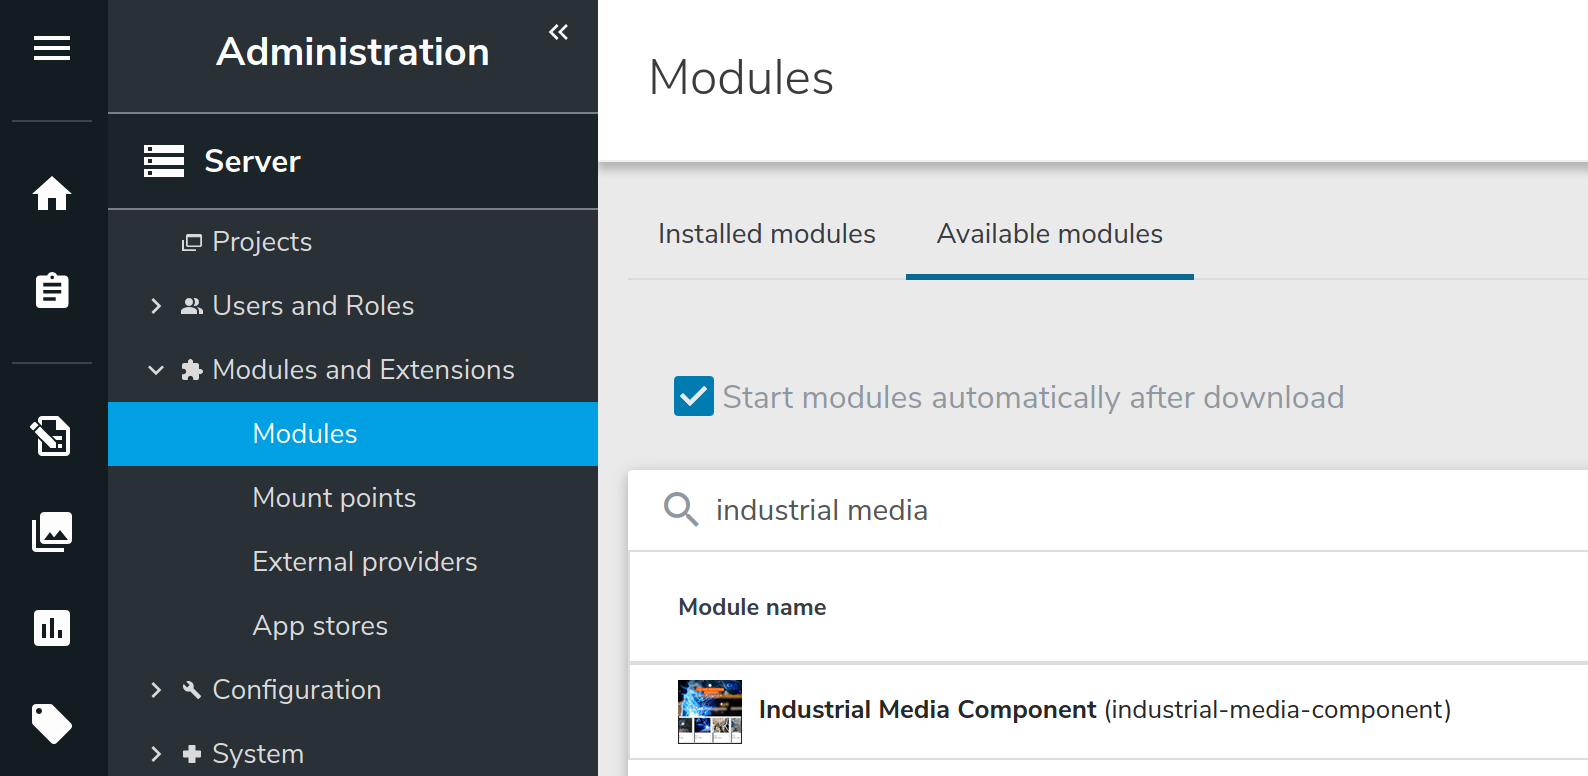 Administration
Server
Projects
Users and Roles
Modules and Extensions
Modules
Mount points
External providers
App stores
Configuration
System
Modules
Installed modules
Available modules
Start modules automatically after download
industrial media
Module name
Industrial Media Component (industrial-media-component)